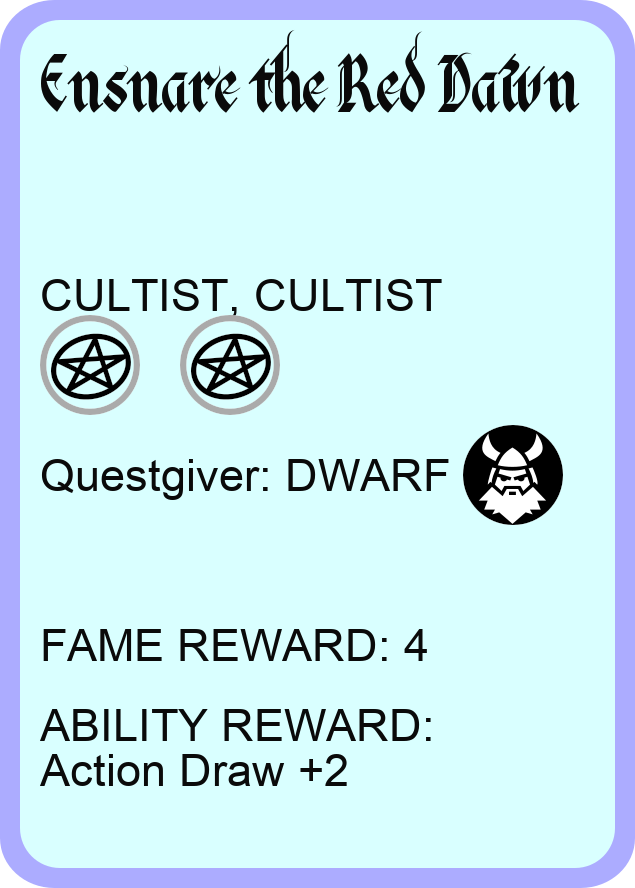 Ensnare the Red Dawn
CULTIST, CULTIST
Questgiver: DWARF
FAME REWARD: 4
ABILITY REWARD:
Action Draw +2